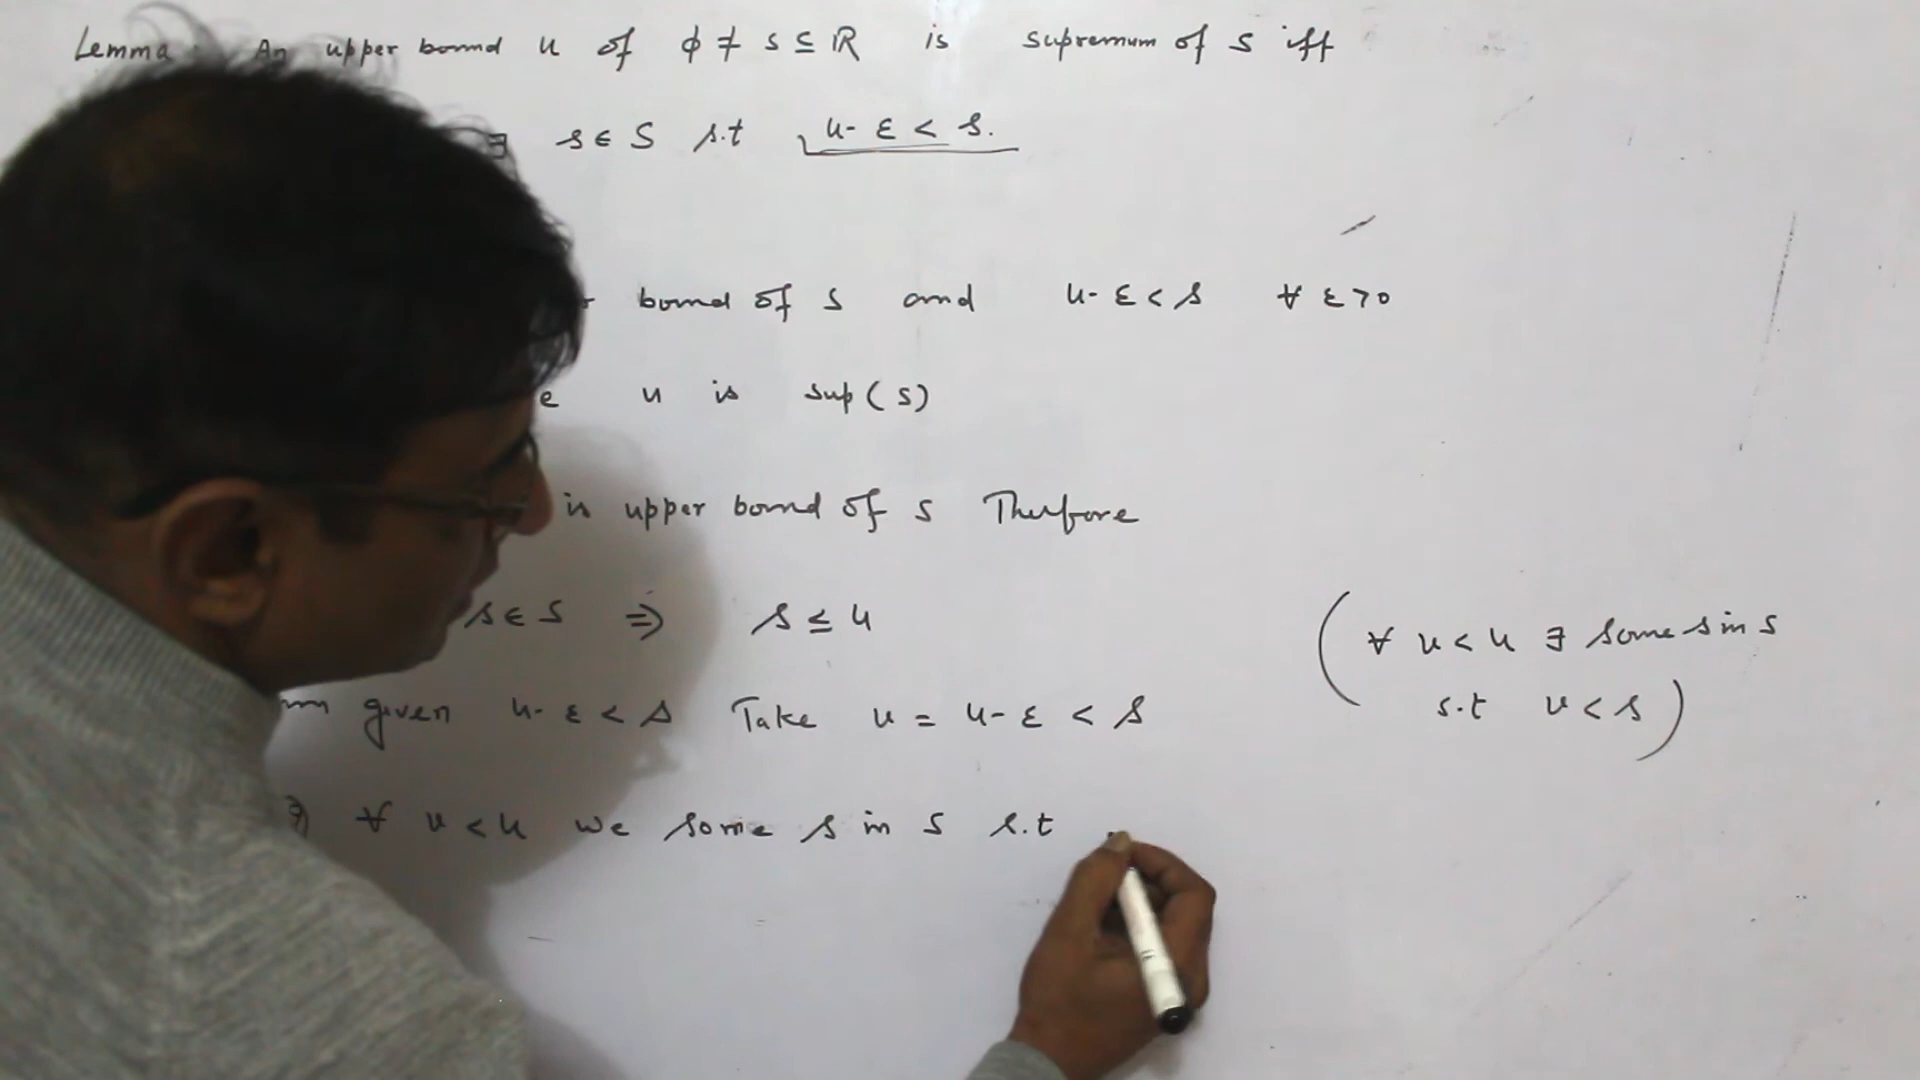 Lemma: An upper bound u of ϕ ≠ S ⊆ ℝ is supremum of S iff
∃ s ∈ S s.t u - ε < s.
bound of S and u - ε < s ∀ ε > 0
u is sup(S)
is upper bound of S Therefore
s ∈ S ⇒ s ≤ u
given u - ε < s Take v = u - ε < s
(∀ v < u ∃ some s in S
s.t v < s)
∀ v < u we some s in S s.t